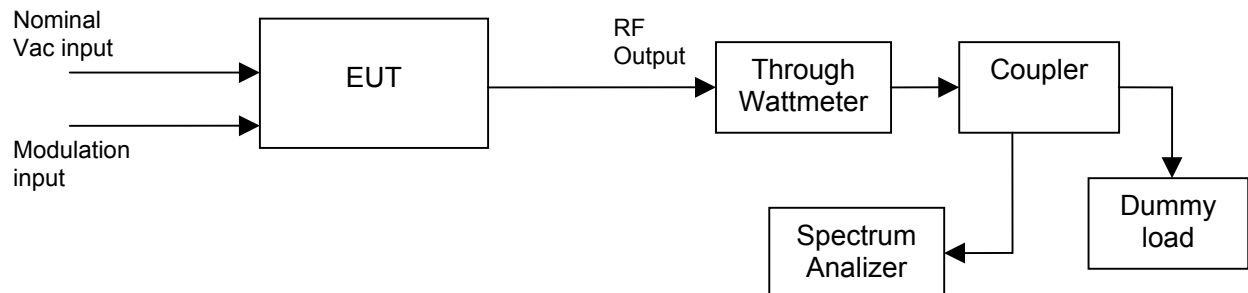 Nominal
Vac input
EUT
RF
Output
Through
Wattmeter
Coupler
Modulation
input
Spectrum
Analizer
Dummy
load